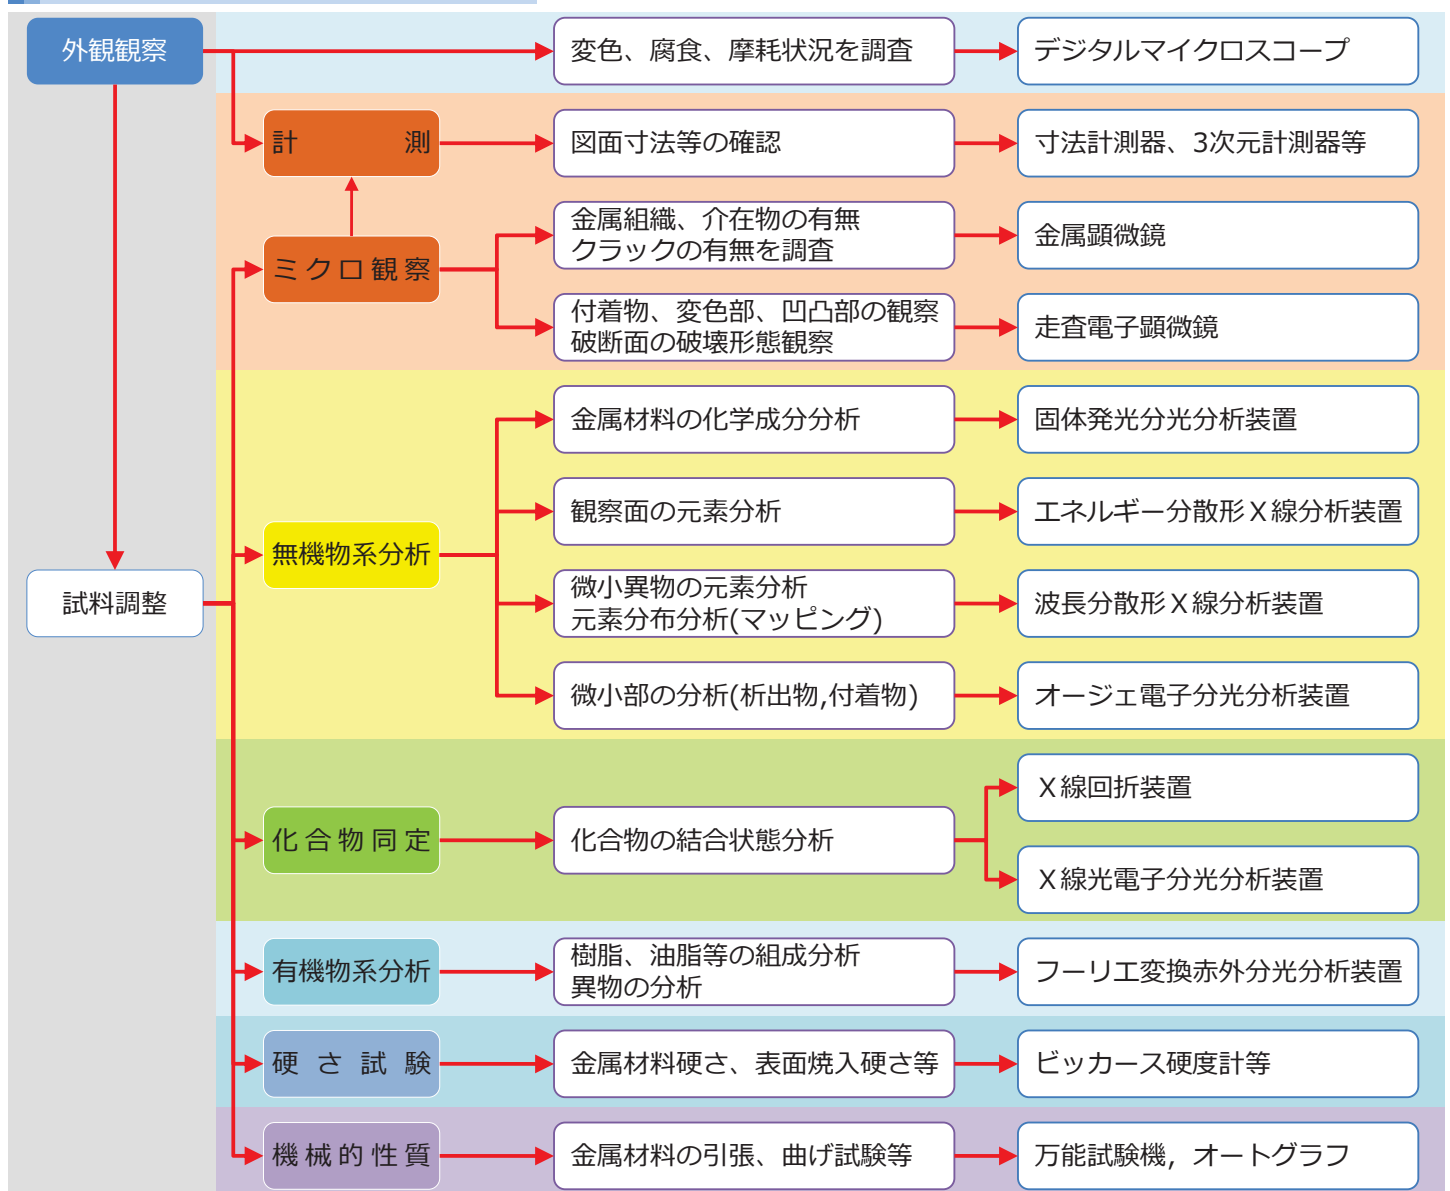 外観観察
変色、腐食、摩耗状況を調査
デジタルマイクロスコープ
計測
図面寸法等の確認
寸法計測器、3次元計測器等
ミクロ観察
金属組織、介在物の有無
クラックの有無を調査
金属顕微鏡
付着物、変色部、凹凸部の観察
破断面の破壊形態観察
走査電子顕微鏡
無機物系分析
金属材料の化学成分分析
固体発光分光分析装置
観察面の元素分析
エネルギー分散形Ｘ線分析装置
微小異物の元素分析
元素分布分析(マッピング)
波長分散形Ｘ線分析装置
微小部の分析(析出物,付着物)
オージェ電子分光分析装置
試料調整
化合物同定
化合物の結合状態分析
Ｘ線回折装置
Ｘ線光電子分光分析装置
有機物系分析
樹脂、油脂等の組成分析
異物の分析
フーリエ変換赤外分光分析装置
硬さ試験
金属材料硬さ、表面焼入硬さ等
ビッカース硬度計等
機械的性質
金属材料の引張、曲げ試験等
万能試験機，オートグラフ